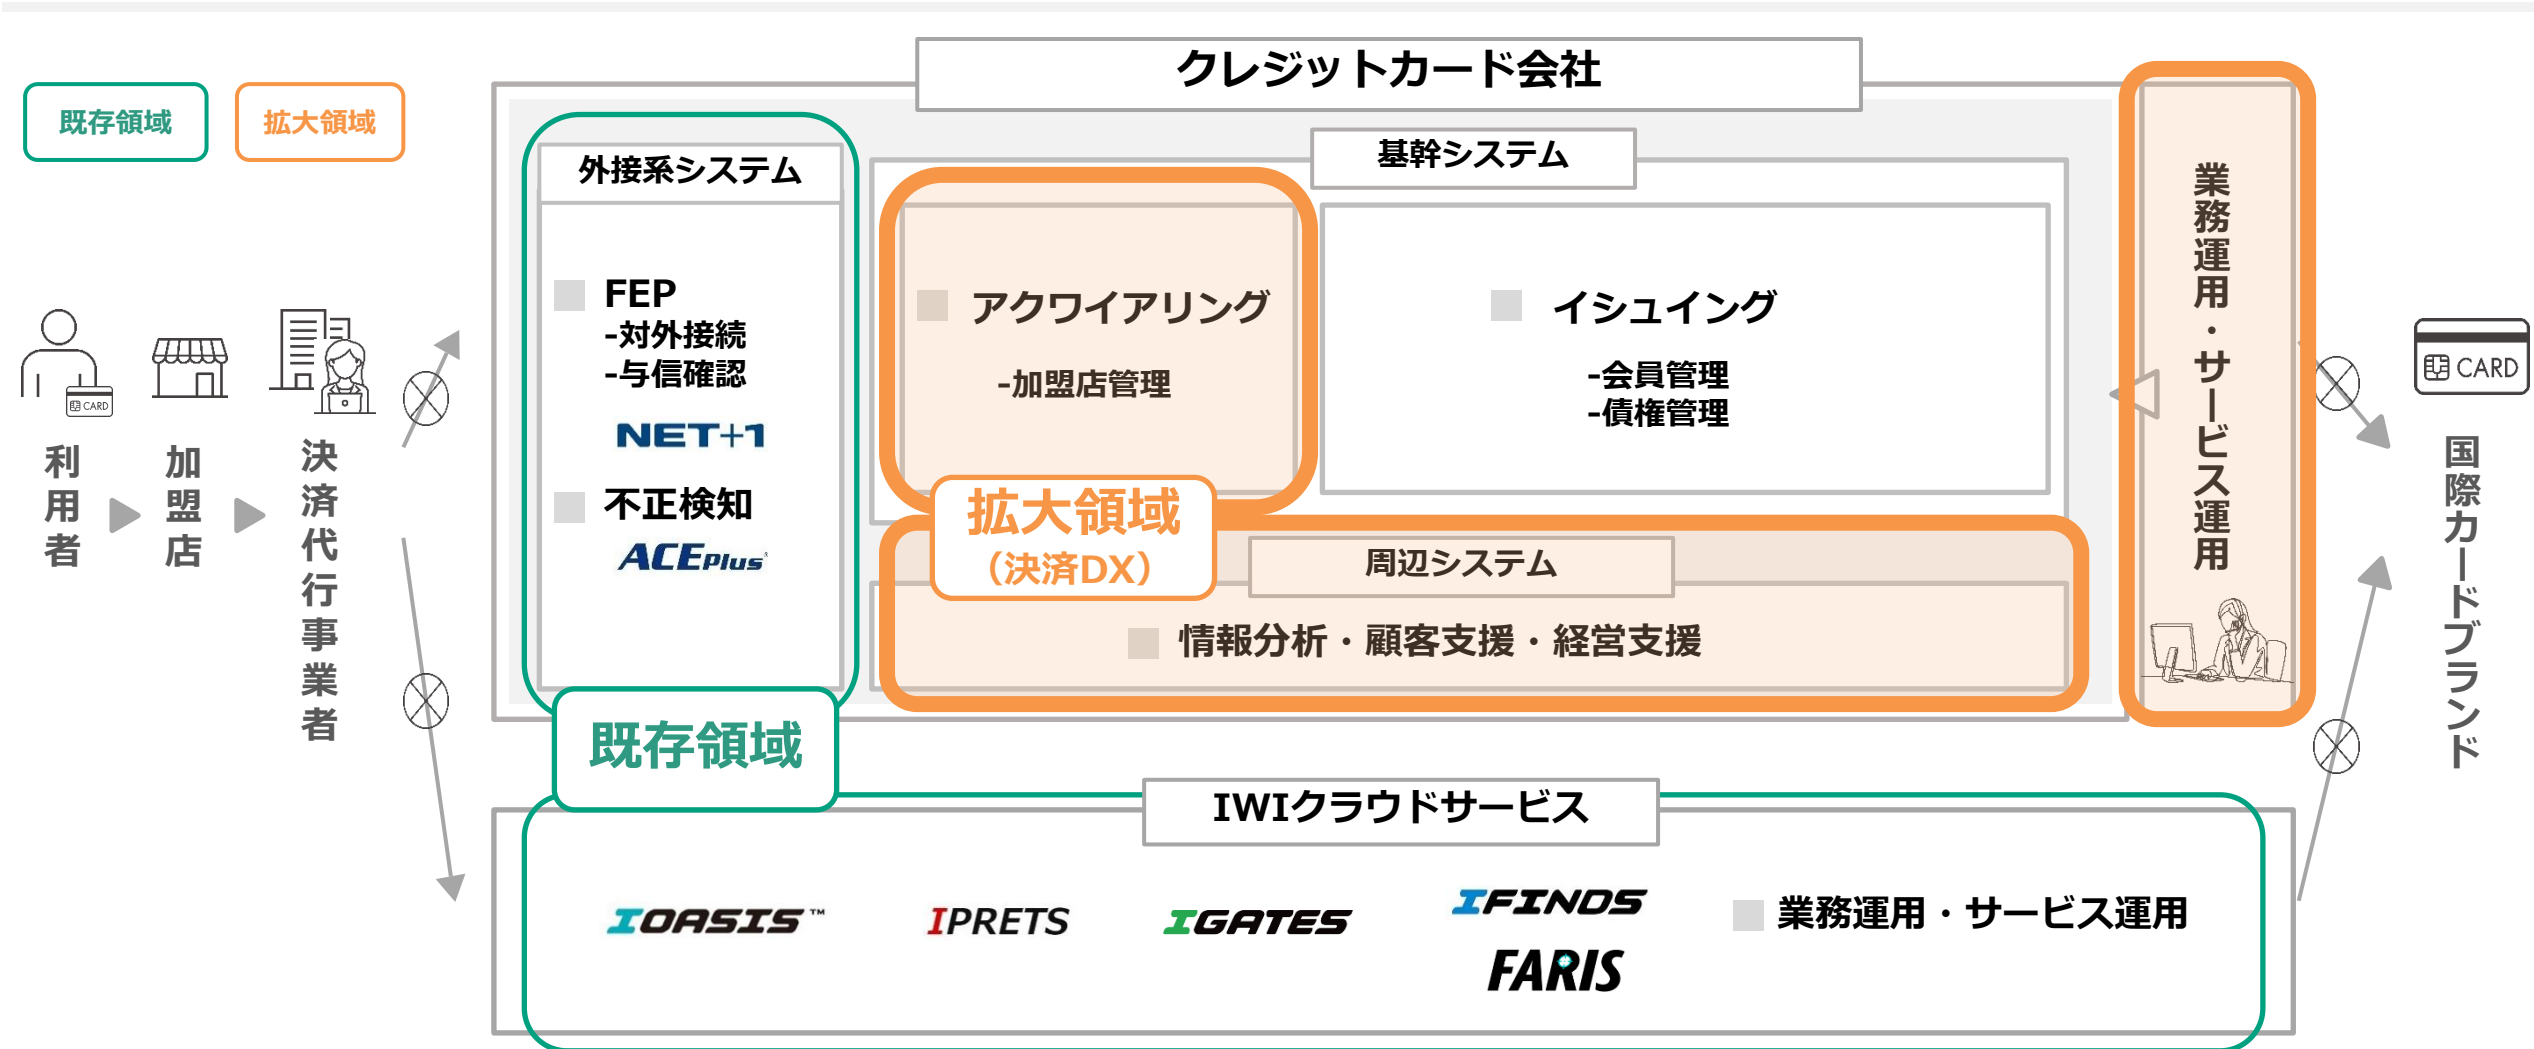 クレジットカード会社
既存領域
拡大領域
外接系システム
FEP
-対外接続
-与信確認
NET+1
不正検知
ACEPlus
基幹システム
アクワイアリング
-加盟店管理
イシュイング
-会員管理
-債権管理
拡大領域
（決済DX）
周辺システム
情報分析・顧客支援・経営支援
業務運用・サービス運用
CARD
利用者
加盟店
決済代行事業者
CARD
国際カードブランド
既存領域
IWIクラウドサービス
IOASIS™
IPRETS
IGATES
IFINDS
FARIS
業務運用・サービス運用